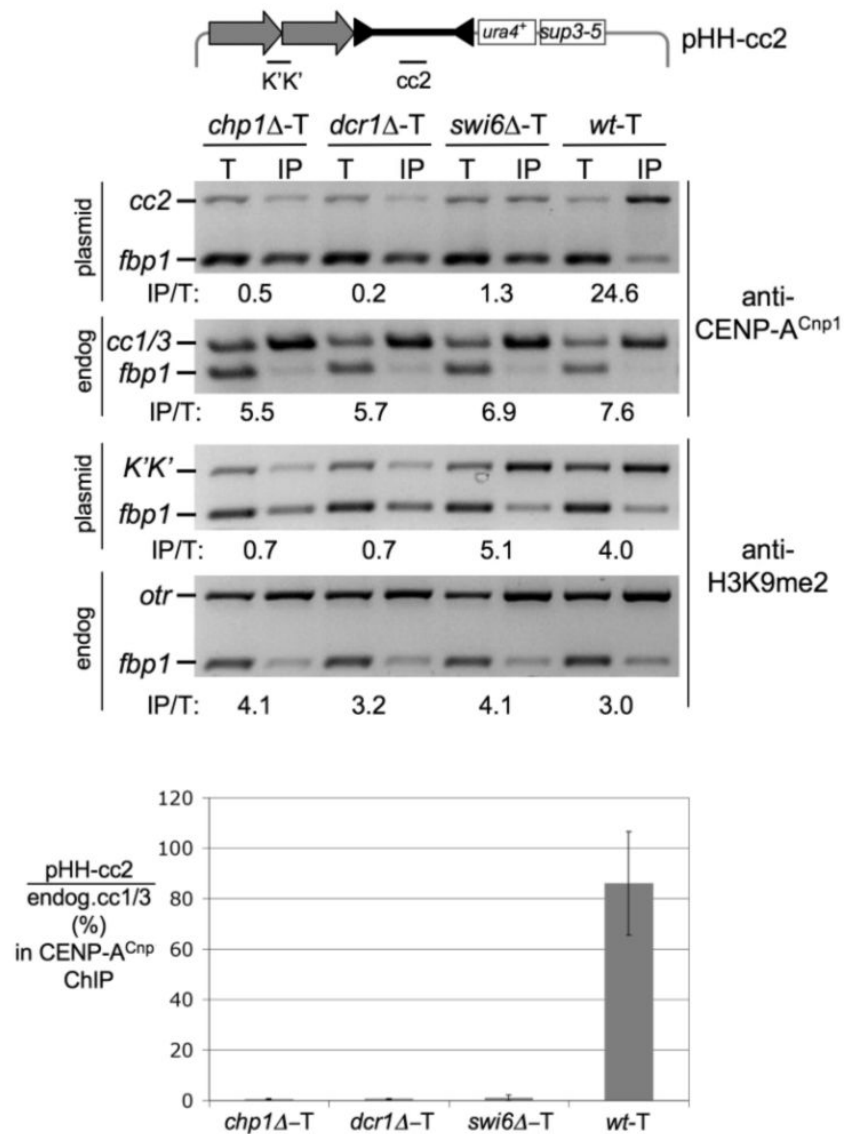 ura4+ sup3-5 pHH-cc2
K'K' cc2
chp1Δ-T dcr1Δ-T swi6Δ-T wt-T
T IP T IP T IP T IP
plasmid
cc2
fbp1
IP/T: 0.5 0.2 1.3 24.6
endog
cc1/3
fbp1
IP/T: 5.5 5.7 6.9 7.6
anti-
CENP-ACnp1
plasmid
K'K'
fbp1
IP/T: 0.7 0.7 5.1 4.0
endog
otr
fbp1
IP/T: 4.1 3.2 4.1 3.0
anti-
H3K9me2
pHH-cc2
endog.cc1/3
(%)
in CENP-ACnp
ChIP
120
100
80
60
40
20
0
chp1Δ–T dcr1Δ–T swi6Δ–T wt-T